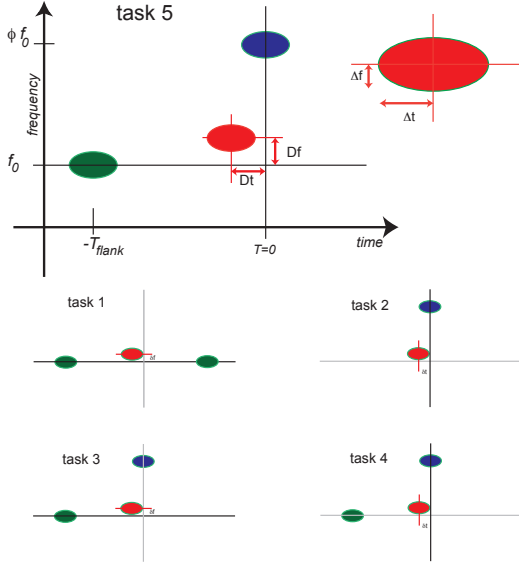 task 5
ϕ f0
frequency
f0
Df
Dt
Δf
Δt
-Tflank
T=0
time
task 1
task 2
task 3
task 4